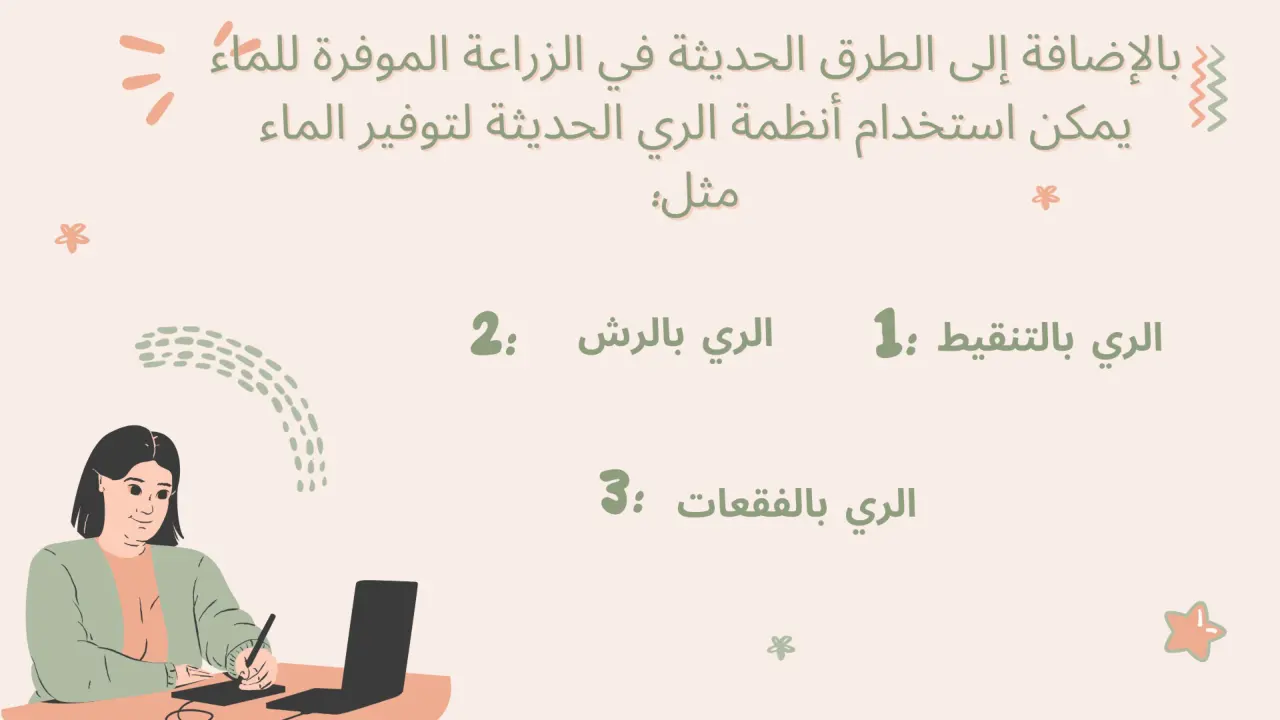 بالإضافة إلى الطرق الحديثة في الزراعة الموفرة للماء
يمكن استخدام أنظمة الري الحديثة لتوفير الماء
مثل:
1: الري بالتنقيط
2: الري بالرش
3: الري بالفقعات